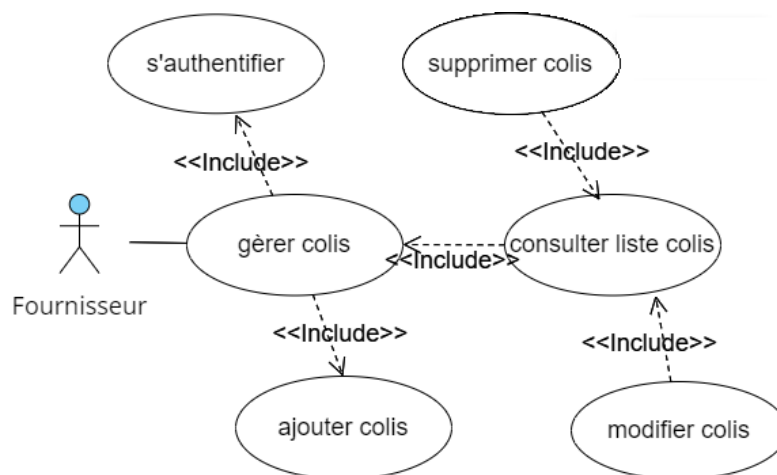 s'authentifier
supprimer colis
<<Include>>
<<Include>>
gèrer colis
consulter liste colis
<<Include>>
Fournisseur
<<Include>>
<<Include>>
ajouter colis
modifier colis